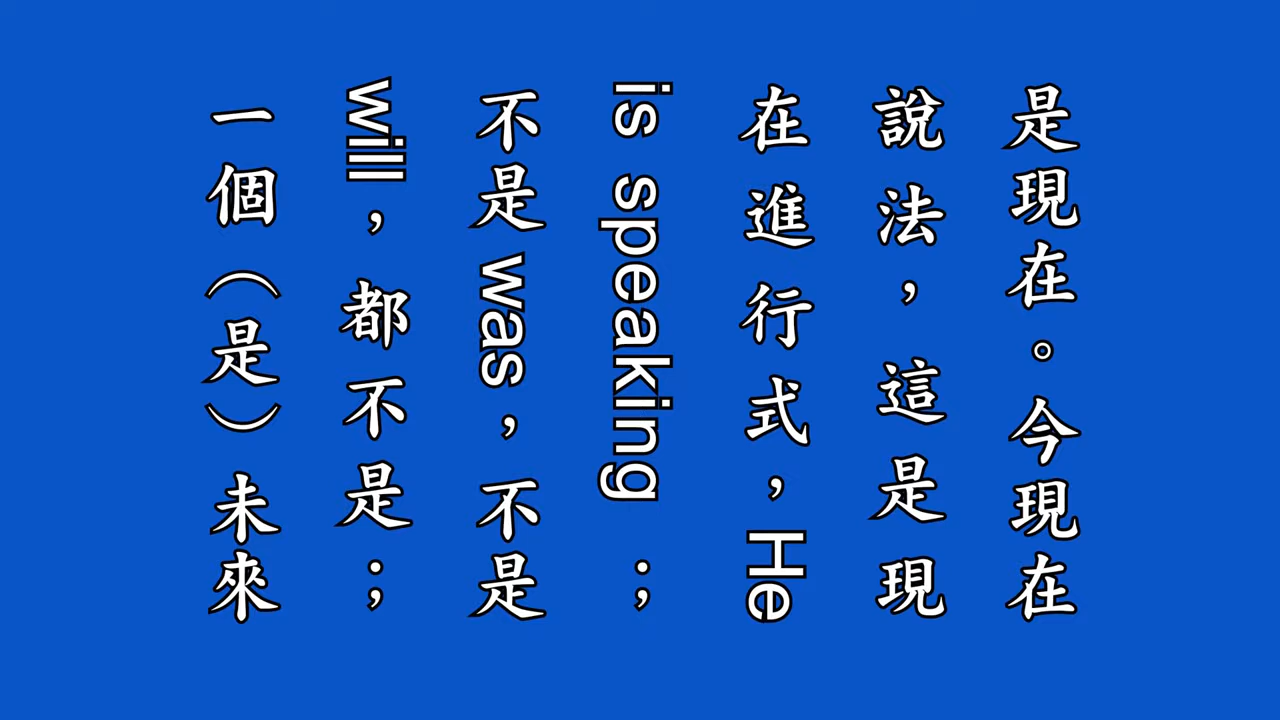 是現在。今現在
說法，這是現
在進行式，He
is speaking；
不是was，不是
will，都不是；
一個（是）未來